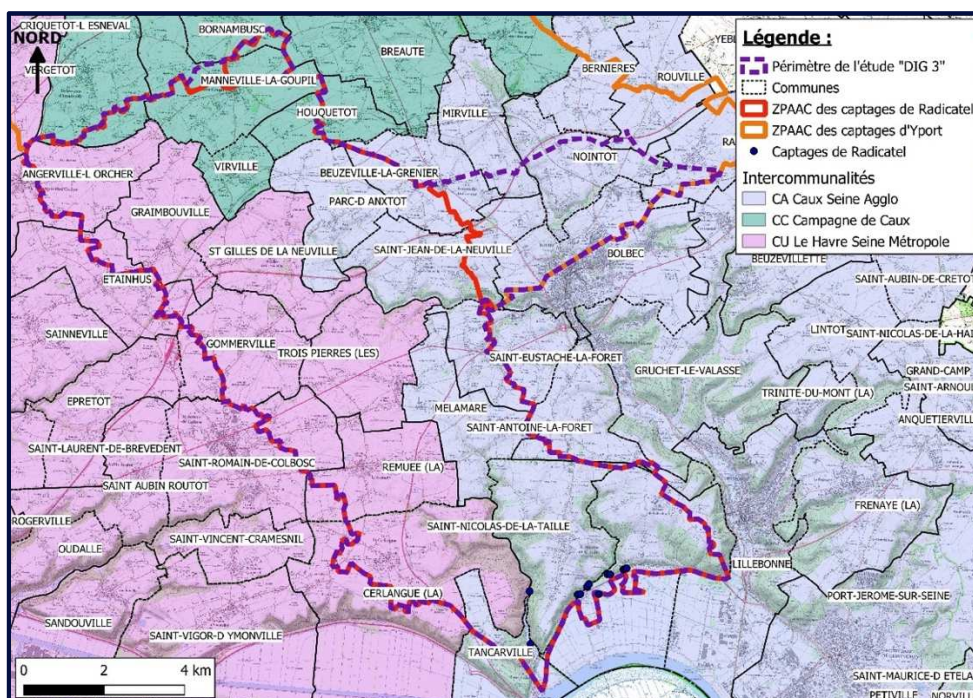 CRIQUETOT-L ESNEVAL
BORNAMBUSC
NORD
VERGETOT
BREAUTE
MANNEVILLE-LA-GOUPIL
BERNIERES
ROUVILLE
HOUQUETOT
MIRVILLE
NOINTOT
ANGERVILLE-L ORCHER
VIRVILLE
BEUZEVILLE-LA-GRENIER
PARC-D ANXTOT
GRAIMBOUVILLE
ST GILLES DE LA NEUVILLE
SAINT-JEAN-DE-LA-NEUVILLE
BOLBEC
Légende :
Périmètre de l'étude "DIG 3"
Communes
ZPAAC des captages de Radicatel
ZPAAC des captages d'Yport
Captages de Radicatel
Intercommunalités
CA Caux Seine Agglo
CC Campagne de Caux
CU Le Havre Seine Métropole
BEUZEVILLETTE
ETAINHUS
SAINT-AUBIN-DE-CRETOT
SAINNEVILLE
GOMMERVILLE
TROIS PIERRES (LES)
LINTOT
SAINT-NICOLAS-DE-LA-HAI
SAINT-EUSTACHE-LA-FORET
GRUCHET-LE-VALASSE
GRAND-CAMP
SAINT-ARNOUL
EPRETOT
MELAMARE
TRINITE-DU-MONT (LA)
SAINT-ANTOINE-LA-FORET
ANQUETIERVILLE
SAINT-LAURENT-DE-BREVEDENT
SAINT-ROMAIN-DE-COLBOSC
REMUEE (LA)
SAINT AUBIN ROUTOT
FRENAYE (LA)
ROGERVILLE
SAINT-NICOLAS-DE-LA-TAILLE
SAINT-VINCENT-CRAMESNIL
OUDALLE
LILLEBONNE
CERLANGUE (LA)
PORT-JEROME-SUR-SEINE
SANDOUVILLE
SAINT-VIGOR-D YMONVILLE
TANCARVILLE
SAINT-MAURICE-D ETELA
PETIVILLE
NORVILLE
0 2 4 km